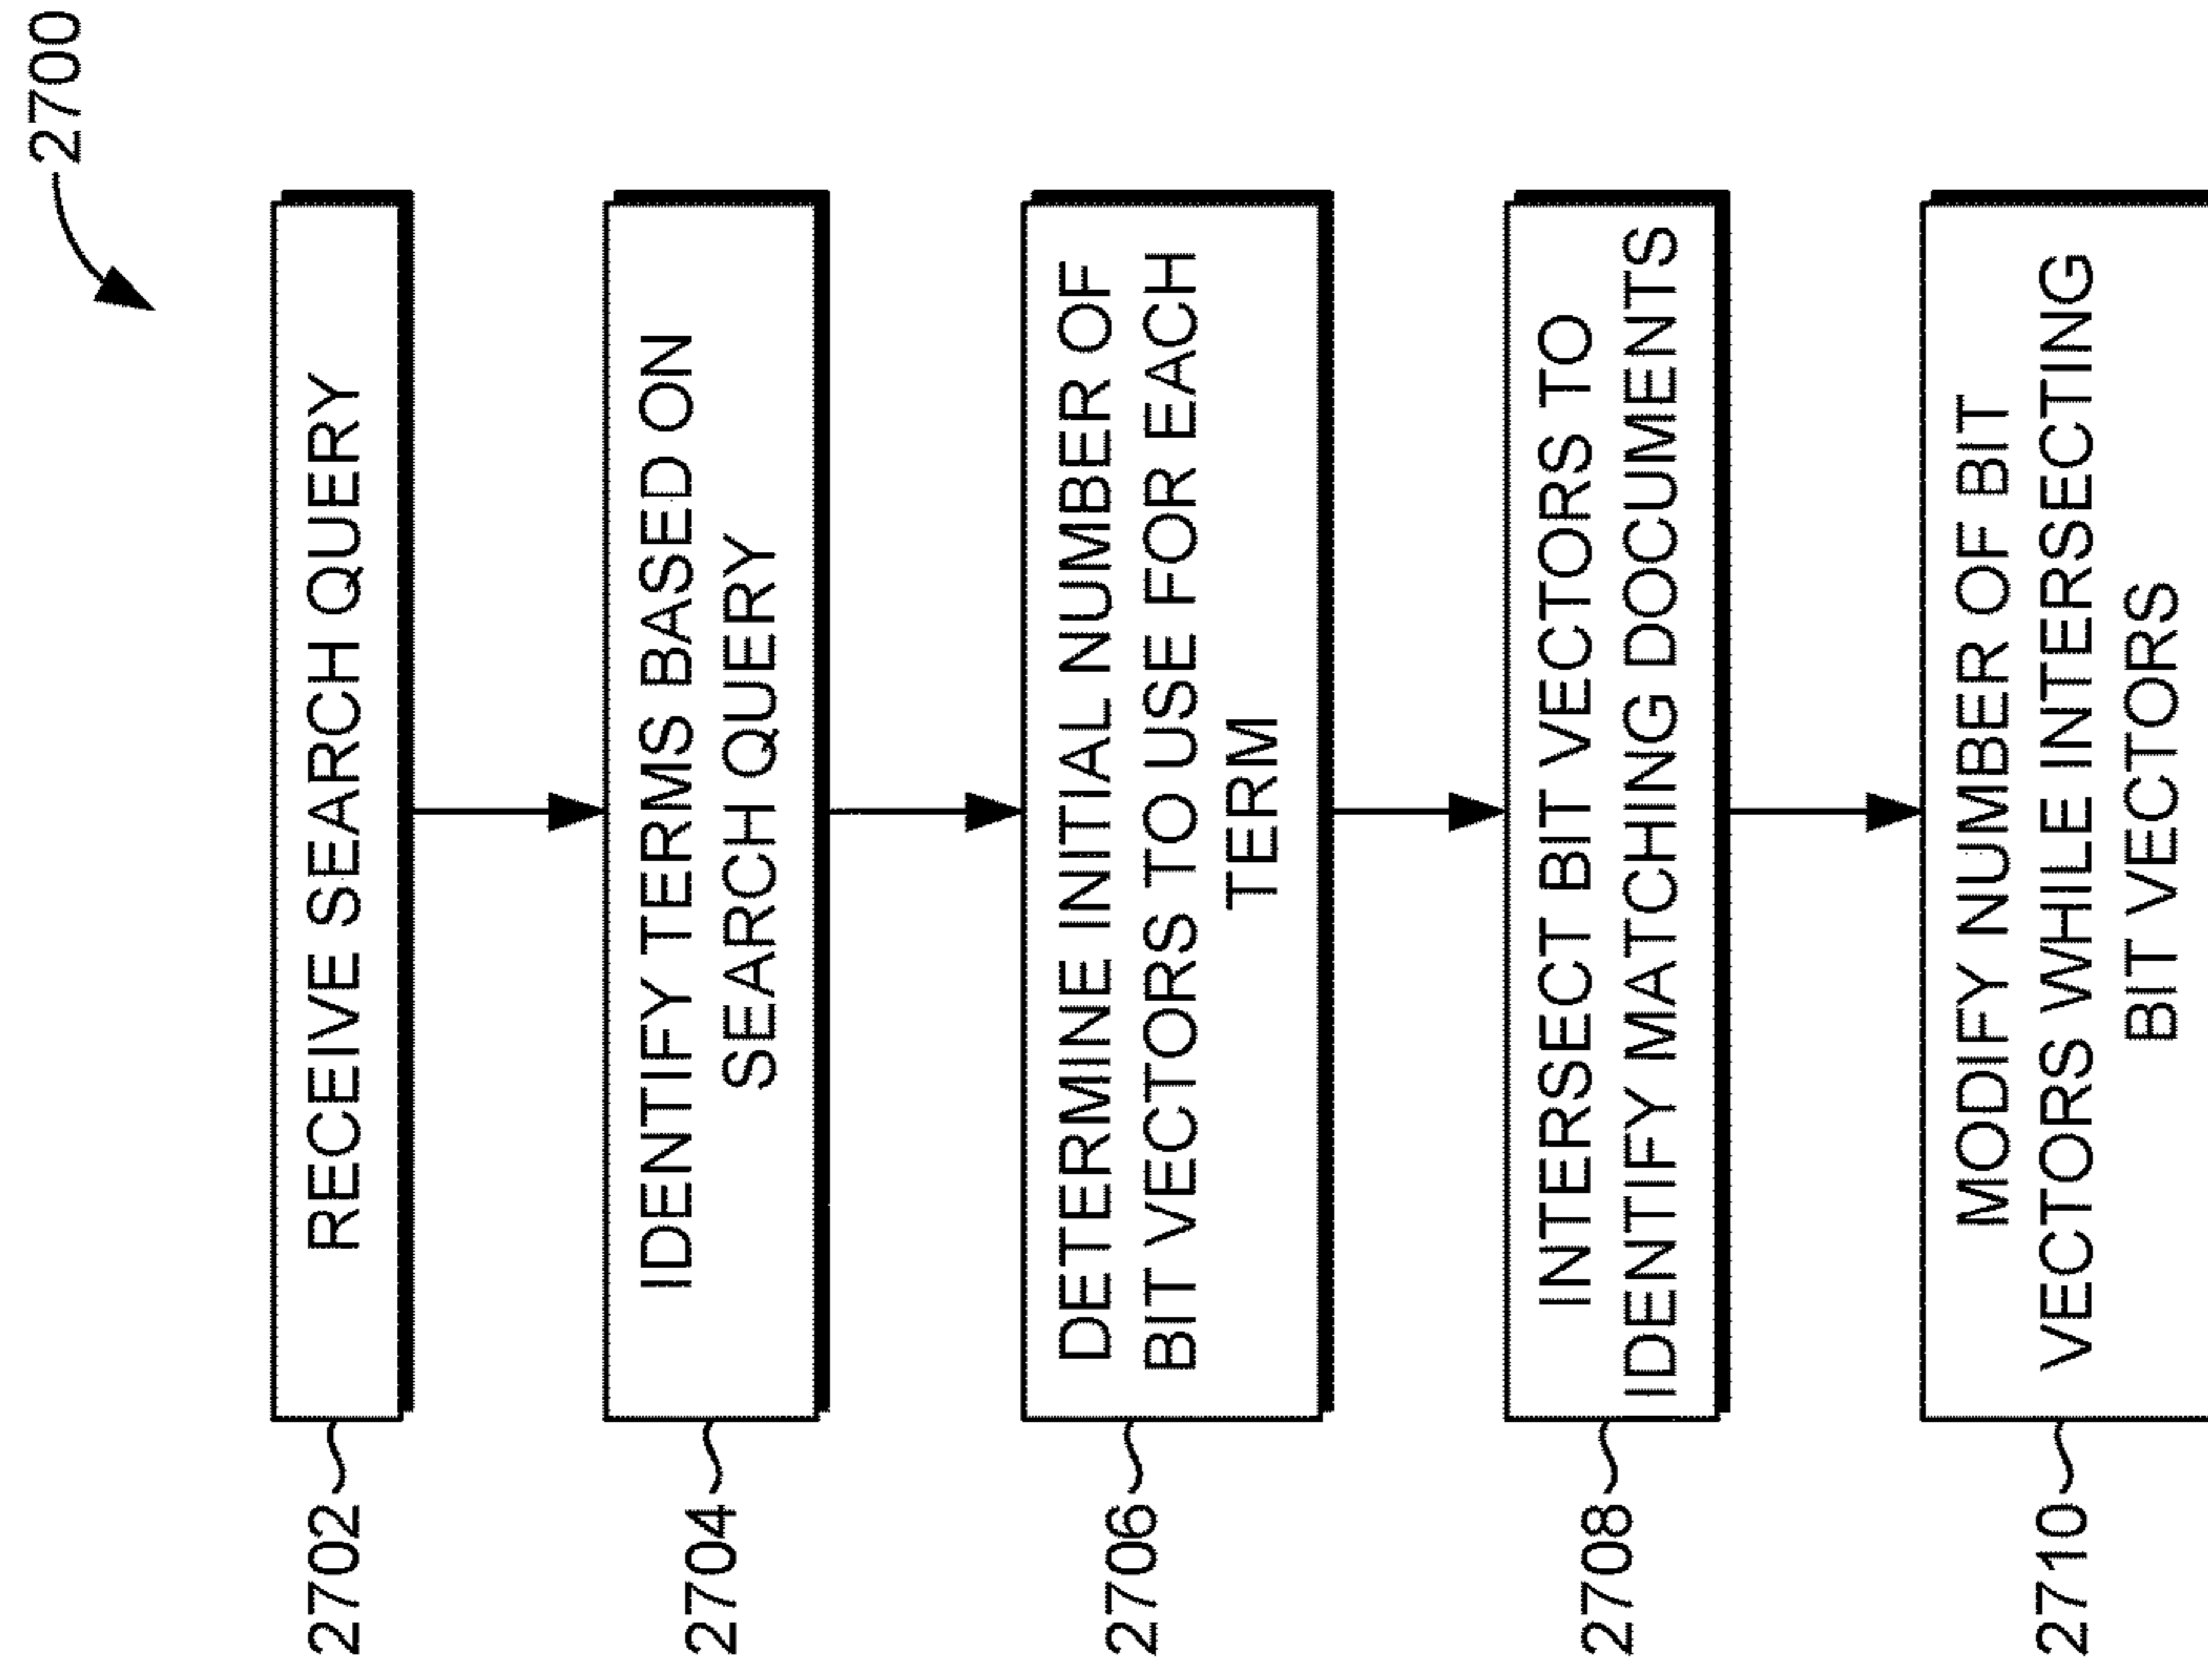 2700
2702
RECEIVE SEARCH QUERY
2704
IDENTIFY TERMS BASED ON
SEARCH QUERY
2706
DETERMINE INITIAL NUMBER OF
BIT VECTORS TO USE FOR EACH
TERM
2708
INTERSECT BIT VECTORS TO
IDENTIFY MATCHING DOCUMENTS
2710
MODIFY NUMBER OF BIT
VECTORS WHILE INTERSECTING
BIT VECTORS